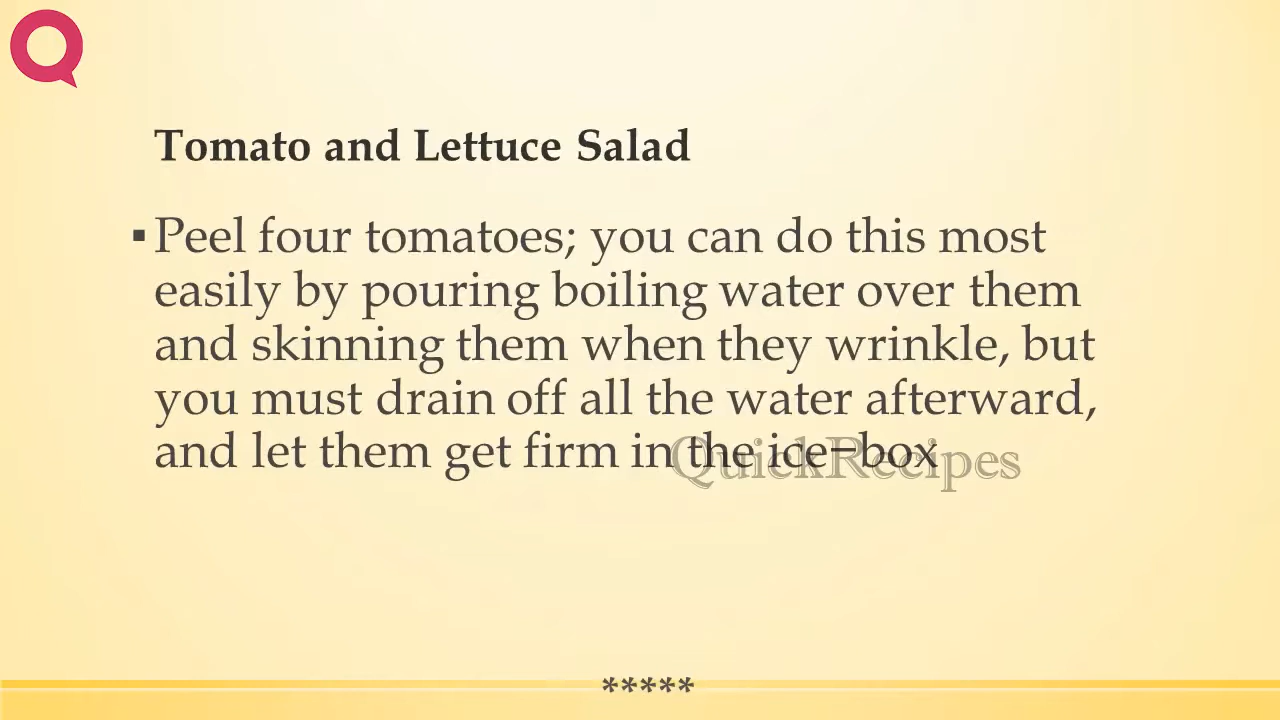 Tomato and Lettuce Salad
▪ Peel four tomatoes; you can do this most
easily by pouring boiling water over them
and skinning them when they wrinkle, but
you must drain off all the water afterward,
and let them get firm in the ice–box
QuickRecipes
*****